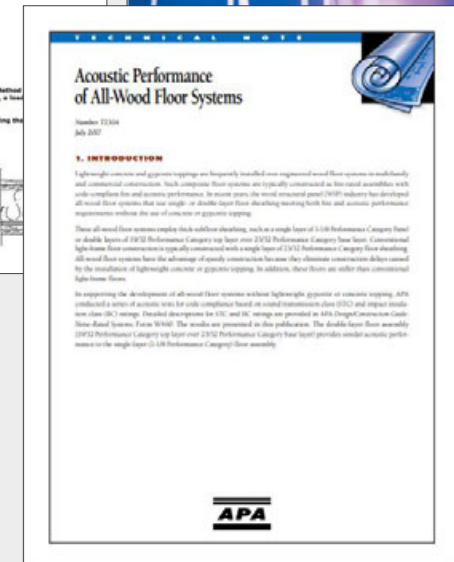 ethod
, a load
ing the
TECHNICAL NOTE
Acoustic Performance
of All-Wood Floor Systems
Number TT-304
July 2007
1. INTRODUCTION
Lightweight concrete and gypcrete toppings are frequently installed over engineered wood floor systems in multifamily
and commercial construction. Such composite floor systems are typically constructed as fire-rated assemblies with
code-compliant fire and acoustic performance. In recent years, the wood structural panel (WSP) industry has developed
all-wood floor systems that use single- or double-layer floor sheathing meeting both fire and acoustic performance
requirements without the use of concrete or gypcrete topping.
These all-wood floor systems employ thick subfloor sheathing, such as a single layer of 1-1/8 Performance Category Panel
or double layers of 19/32 Performance Category top layer over 23/32 Performance Category base layer. Conventional
light-frame floor construction is typically constructed with a single layer of 23/32 Performance Category floor sheathing.
All-wood floor systems have the advantage of speedy construction because they eliminate construction delays caused
by the installation of lightweight concrete or gypcrete topping. In addition, these floors are stiffer than conventional
light-frame floors.
In supporting the development of all-wood floor systems without lightweight gypcrete or concrete topping, APA
conducted a series of acoustic tests for code compliance based on sound transmission class (STC) and impact insula-
tion class (IIC) ratings. Detailed descriptions for STC and IIC ratings are provided in APA Design/Construction Guide:
Noise-Rated Systems, Form W460. The results are presented in this publication. The double-layer floor assembly
(19/32 Performance Category top layer over 23/32 Performance Category base layer) provides similar acoustic perfor-
mance to the single-layer (1-1/8 Performance Category) floor assembly.
APA